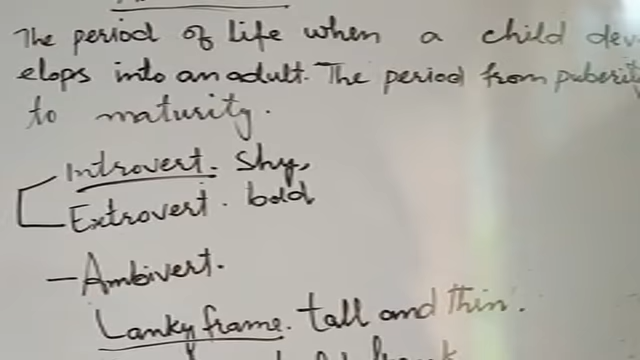 The period of life when a child dev-
elops into an adult. The period from puberty
to maturity.
Introvert. Shy,
Extrovert. bold
- Ambivert.
Lanky frame. tall and thin.